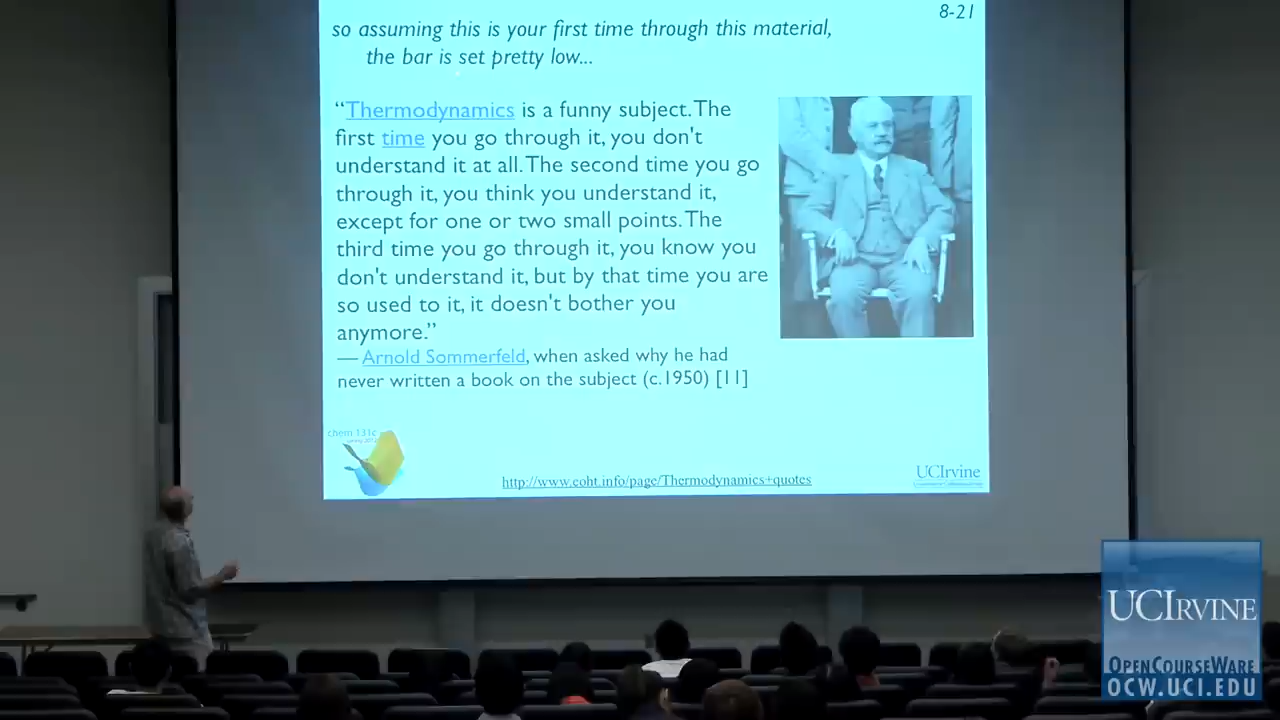 so assuming this is your first time through this material,
8-21
the bar is set pretty low...
“Thermodynamics is a funny subject. The
first time you go through it, you don't
understand it at all. The second time you go
through it, you think you understand it,
except for one or two small points. The
third time you go through it, you know you
don't understand it, but by that time you are
so used to it, it doesn't bother you
anymore.”
— Arnold Sommerfeld, when asked why he had
never written a book on the subject (c.1950) [11]
chem 131c
http://www.eoht.info/page/Thermodynamics+quotes
UCIrvine
UCIRVINE
OPENCOURSEWARE
OCW.UCI.EDU